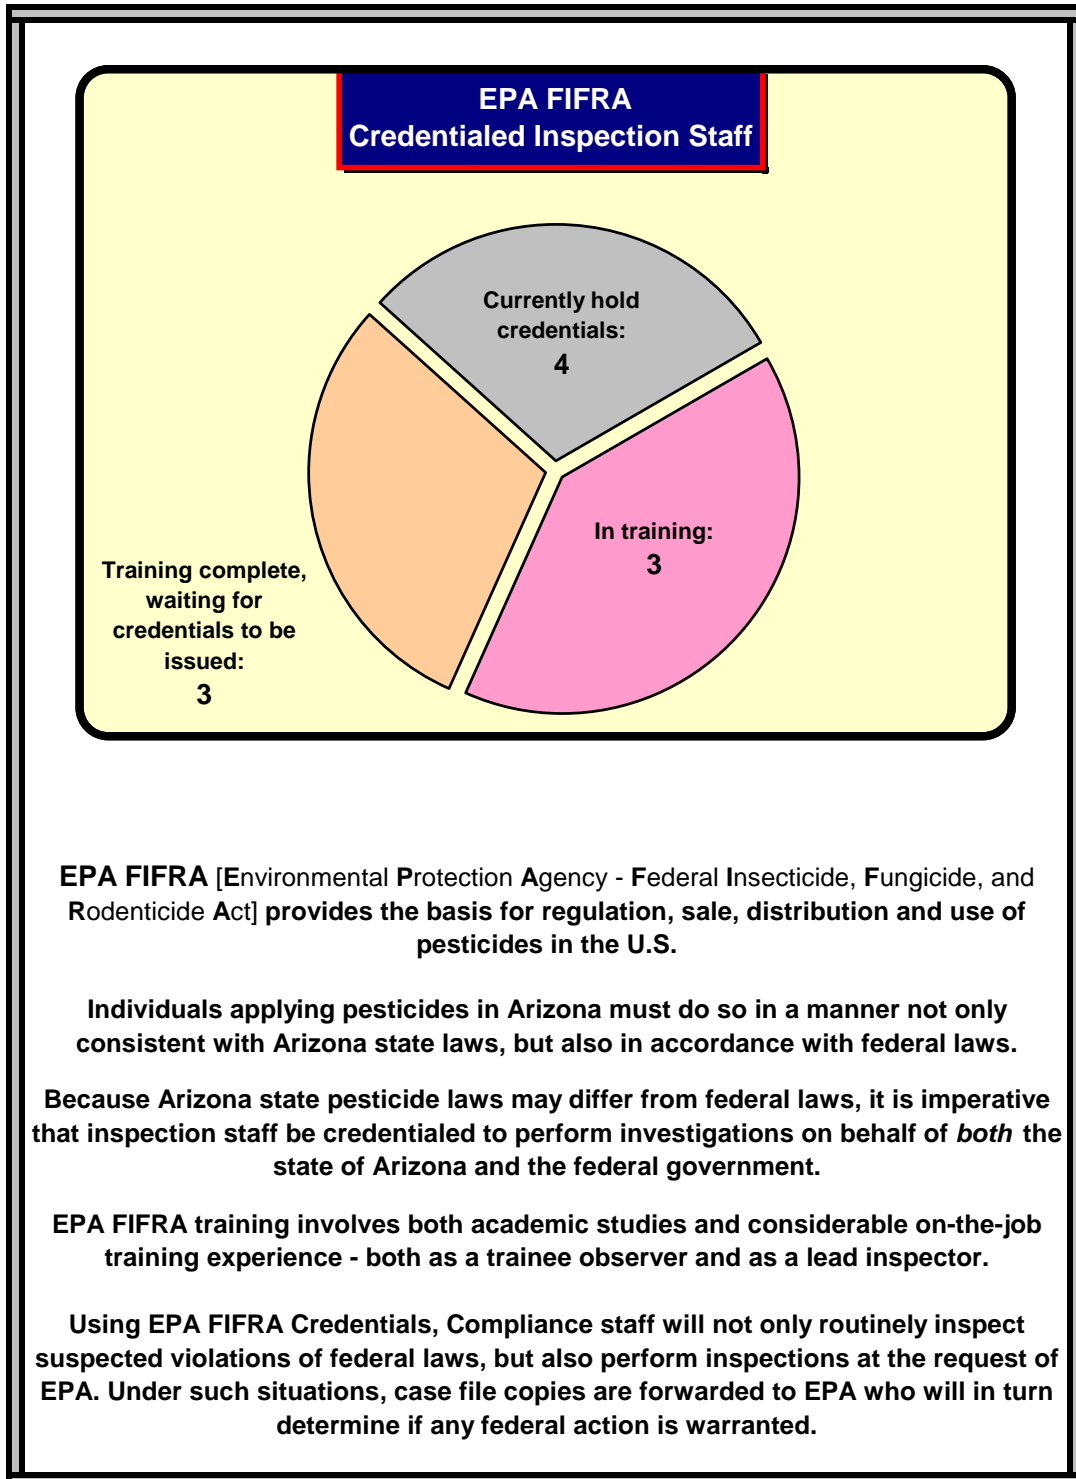 EPA FIFRA
Credentialed Inspection Staff
Currently hold
credentials:
4
In training:
3
Training complete,
waiting for
credentials to be
issued:
3
EPA FIFRA [Environmental Protection Agency - Federal Insecticide, Fungicide, and
Rodenticide Act] provides the basis for regulation, sale, distribution and use of
pesticides in the U.S.
Individuals applying pesticides in Arizona must do so in a manner not only
consistent with Arizona state laws, but also in accordance with federal laws.
Because Arizona state pesticide laws may differ from federal laws, it is imperative
that inspection staff be credentialed to perform investigations on behalf of both the
state of Arizona and the federal government.
EPA FIFRA training involves both academic studies and considerable on-the-job
training experience - both as a trainee observer and as a lead inspector.
Using EPA FIFRA Credentials, Compliance staff will not only routinely inspect
suspected violations of federal laws, but also perform inspections at the request of
EPA. Under such situations, case file copies are forwarded to EPA who will in turn
determine if any federal action is warranted.